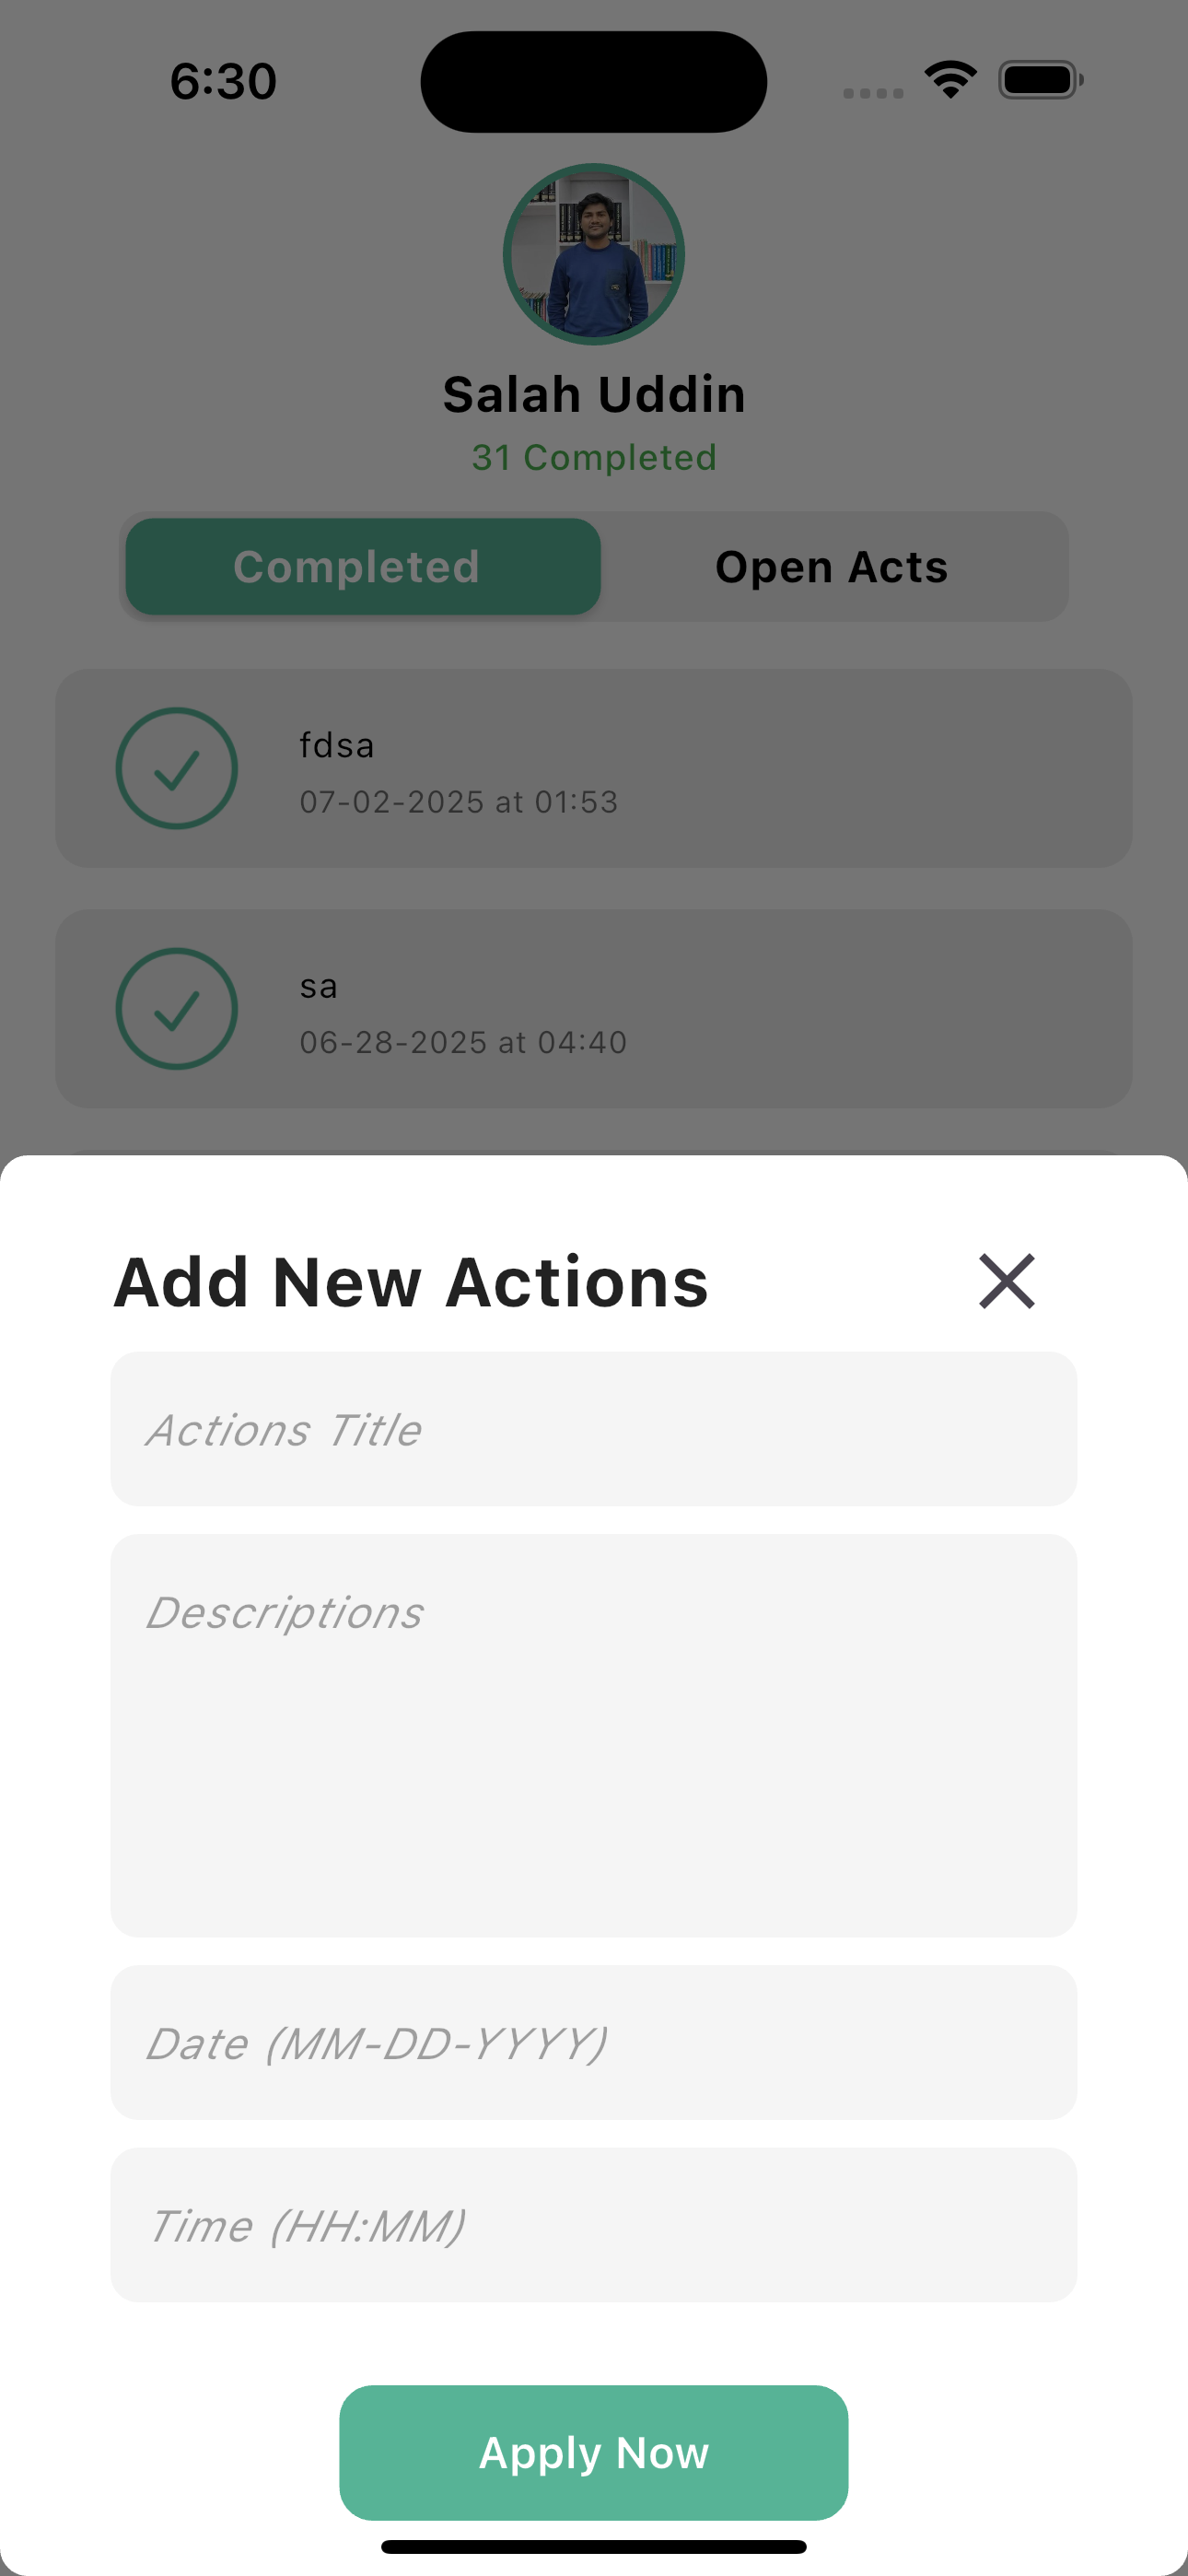 6:30
Salah Uddin
31 Completed
Completed
Open Acts
fdsa
07-02-2025 at 01:53
sa
06-28-2025 at 04:40
Add New Actions
Actions Title
Descriptions
Date (MM-DD-YYYY)
Time (HH:MM)
Apply Now